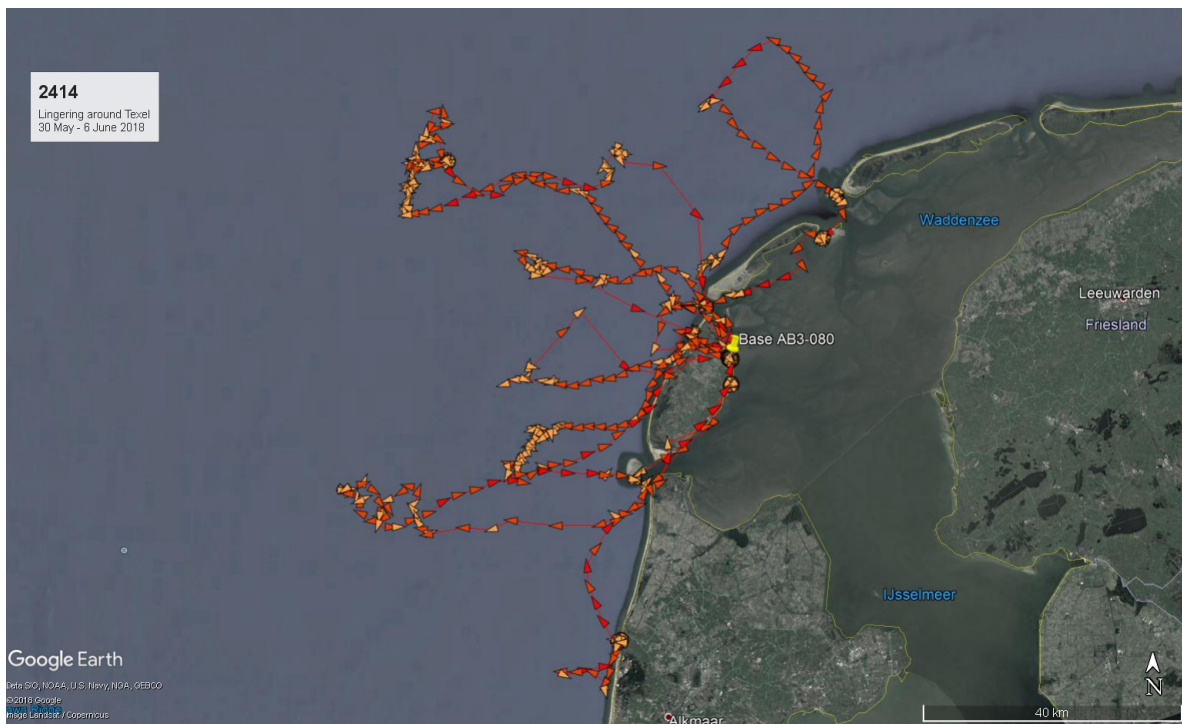 2414
Lingering around Texel
30 May - 6 June 2018
Waddenzee
Leeuwarden
Friesland
Base AB3-080
IJsselmeer
Google Earth
Data SIO, NOAA, U.S. Navy, NGA, GEBCO
©2018 Google
Image Landsat / Copernicus
Alkmaar
40 km
N